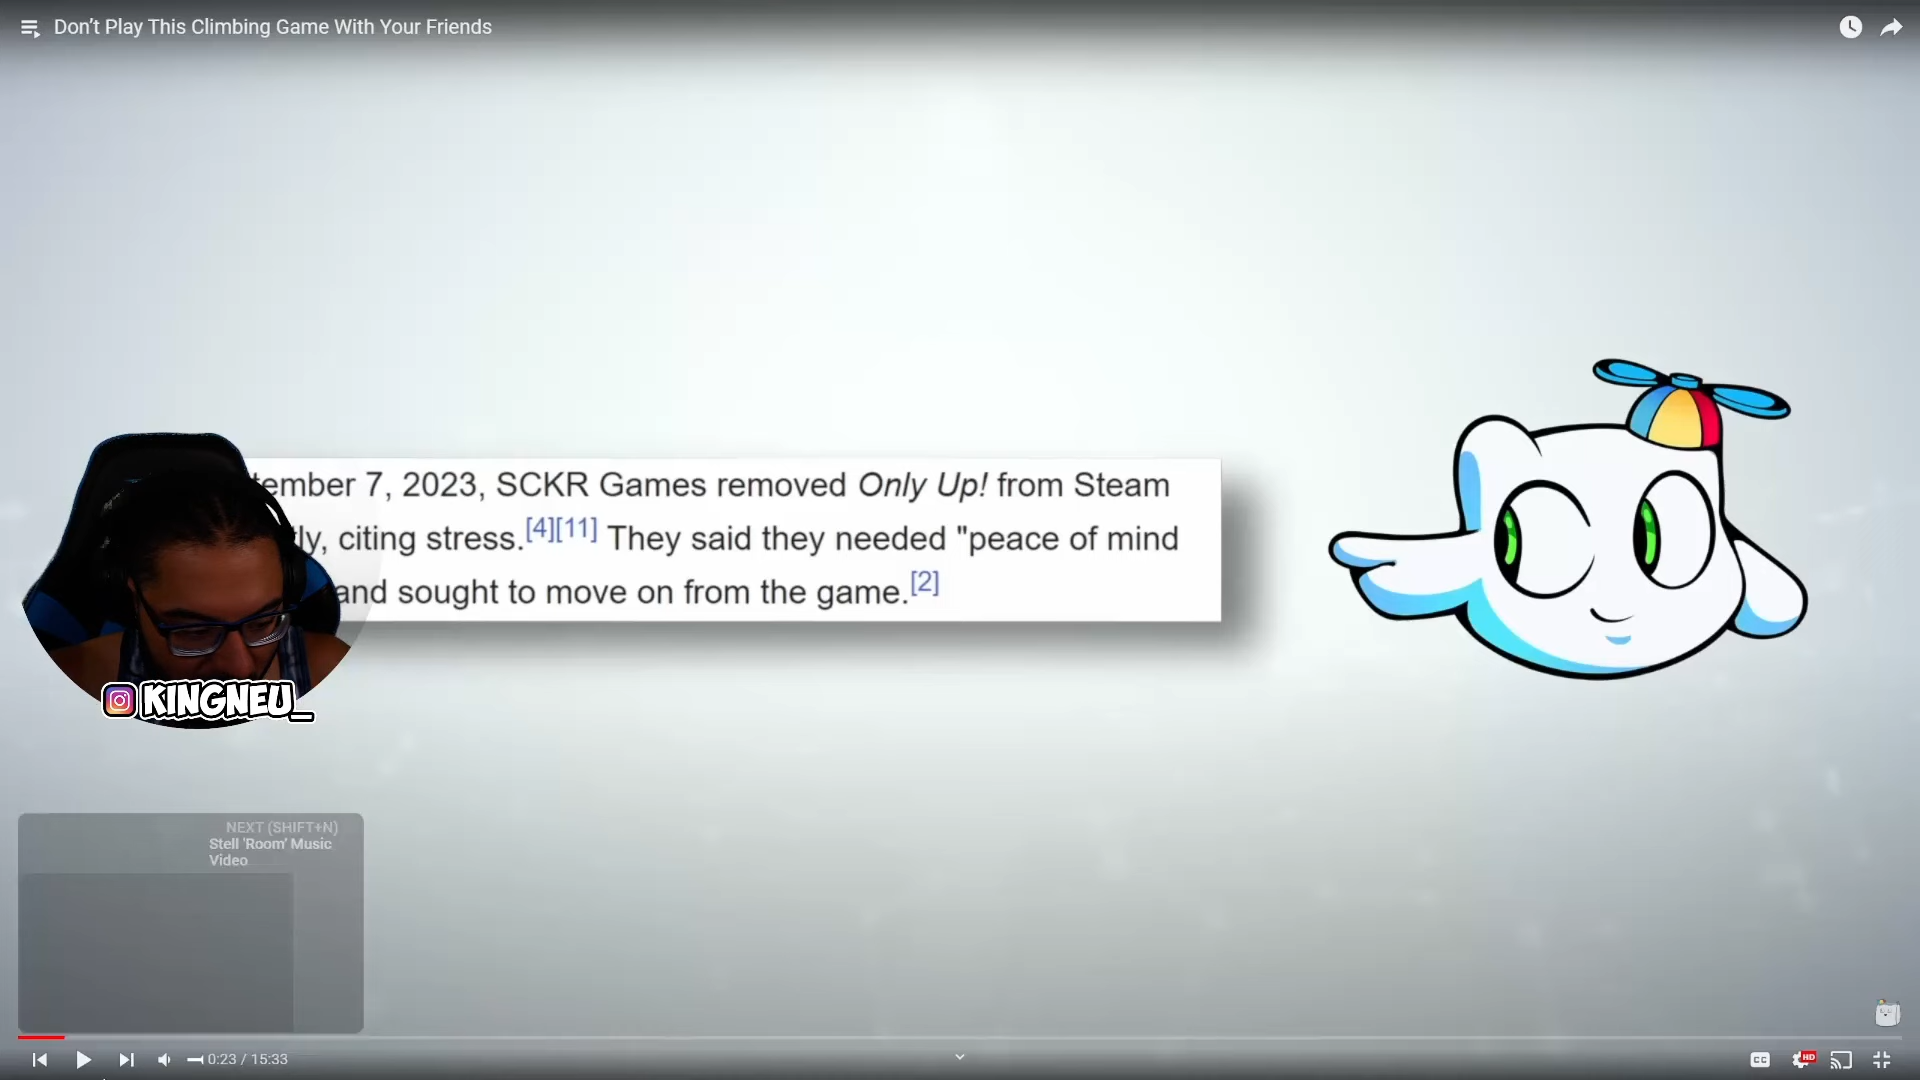 Don’t Play This Climbing Game With Your Friends
tember 7, 2023, SCKR Games removed Only Up! from Steam
ly, citing stress.[4][11] They said they needed "peace of mind
and sought to move on from the game.[2]
KINGNEU_
NEXT (SHIFT+N)
Stell 'Room' Music
Video
0:23 / 15:33
CC
HD